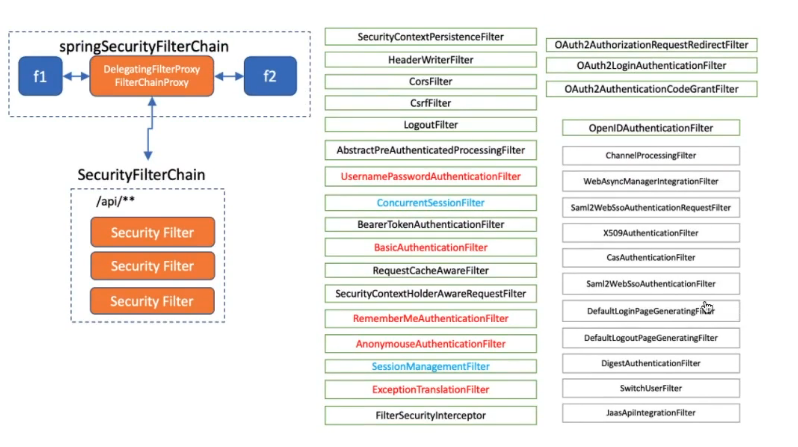 springSecurityFilterChain
f1
DelegatingFilterProxy
FilterChainProxy
f2
SecurityFilterChain
/api/**
Security Filter
Security Filter
Security Filter
SecurityContextPersistenceFilter
HeaderWriterFilter
CorsFilter
CsrfFilter
LogoutFilter
AbstractPreAuthenticatedProcessingFilter
UsernamePasswordAuthenticationFilter
ConcurrentSessionFilter
BearerTokenAuthenticationFilter
BasicAuthenticationFilter
RequestCacheAwareFilter
SecurityContextHolderAwareRequestFilter
RememberMeAuthenticationFilter
AnonymouseAuthenticationFilter
SessionManagementFilter
ExceptionTranslationFilter
FilterSecurityInterceptor
OAuth2AuthorizationRequestRedirectFilter
OAuth2LoginAuthenticationFilter
OAuth2AuthenticationCodeGrantFilter
OpenIDAuthenticationFilter
ChannelProcessingFilter
WebAsyncManagerIntegrationFilter
Saml2WebSsoAuthenticationRequestFilter
X509AuthenticationFilter
CasAuthenticationFilter
Saml2WebSsoAuthenticationFilter
DefaultLoginPageGeneratingFilter
DefaultLogoutPageGeneratingFilter
DigestAuthenticationFilter
SwitchUserFilter
JaasApiIntegrationFilter